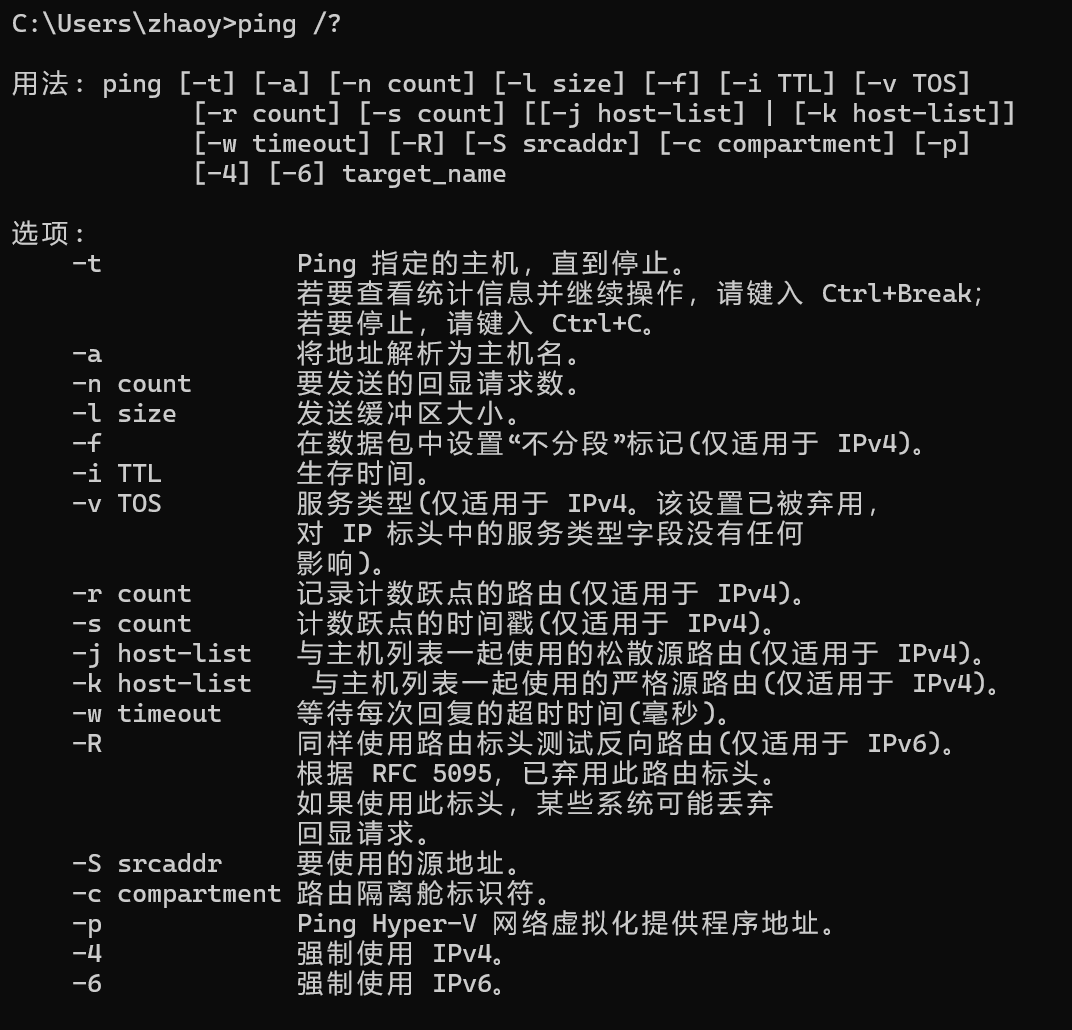 C:\Users\zhaoy>ping /?
用法: ping [-t] [-a] [-n count] [-l size] [-f] [-i TTL] [-v TOS]
[-r count] [-s count] [[-j host-list] | [-k host-list]]
[-w timeout] [-R] [-S srcaddr] [-c compartment] [-p]
[-4] [-6] target_name
选项:
-t Ping 指定的主机，直到停止。
若要查看统计信息并继续操作，请键入 Ctrl+Break;
若要停止，请键入 Ctrl+C。
-a 将地址解析为主机名。
-n count 要发送的回显请求数。
-l size 发送缓冲区大小。
-f 在数据包中设置“不分段”标记(仅适用于 IPv4)。
-i TTL 生存时间。
-v TOS 服务类型(仅适用于 IPv4。该设置已被弃用，
对 IP 标头中的服务类型字段没有任何
影响)。
-r count 记录计数跃点的路由(仅适用于 IPv4)。
-s count 计数跃点的时间戳(仅适用于 IPv4)。
-j host-list 与主机列表一起使用的松散源路由(仅适用于 IPv4)。
-k host-list 与主机列表一起使用的严格源路由(仅适用于 IPv4)。
-w timeout 等待每次回复的超时时间(毫秒)。
-R 同样使用路由标头测试反向路由(仅适用于 IPv6)。
根据 RFC 5095，已弃用此路由标头。
如果使用此标头，某些系统可能丢弃
回显请求。
-S srcaddr 要使用的源地址。
-c compartment 路由隔离舱标识符。
-p Ping Hyper-V 网络虚拟化提供程序地址。
-4 强制使用 IPv4。
-6 强制使用 IPv6。